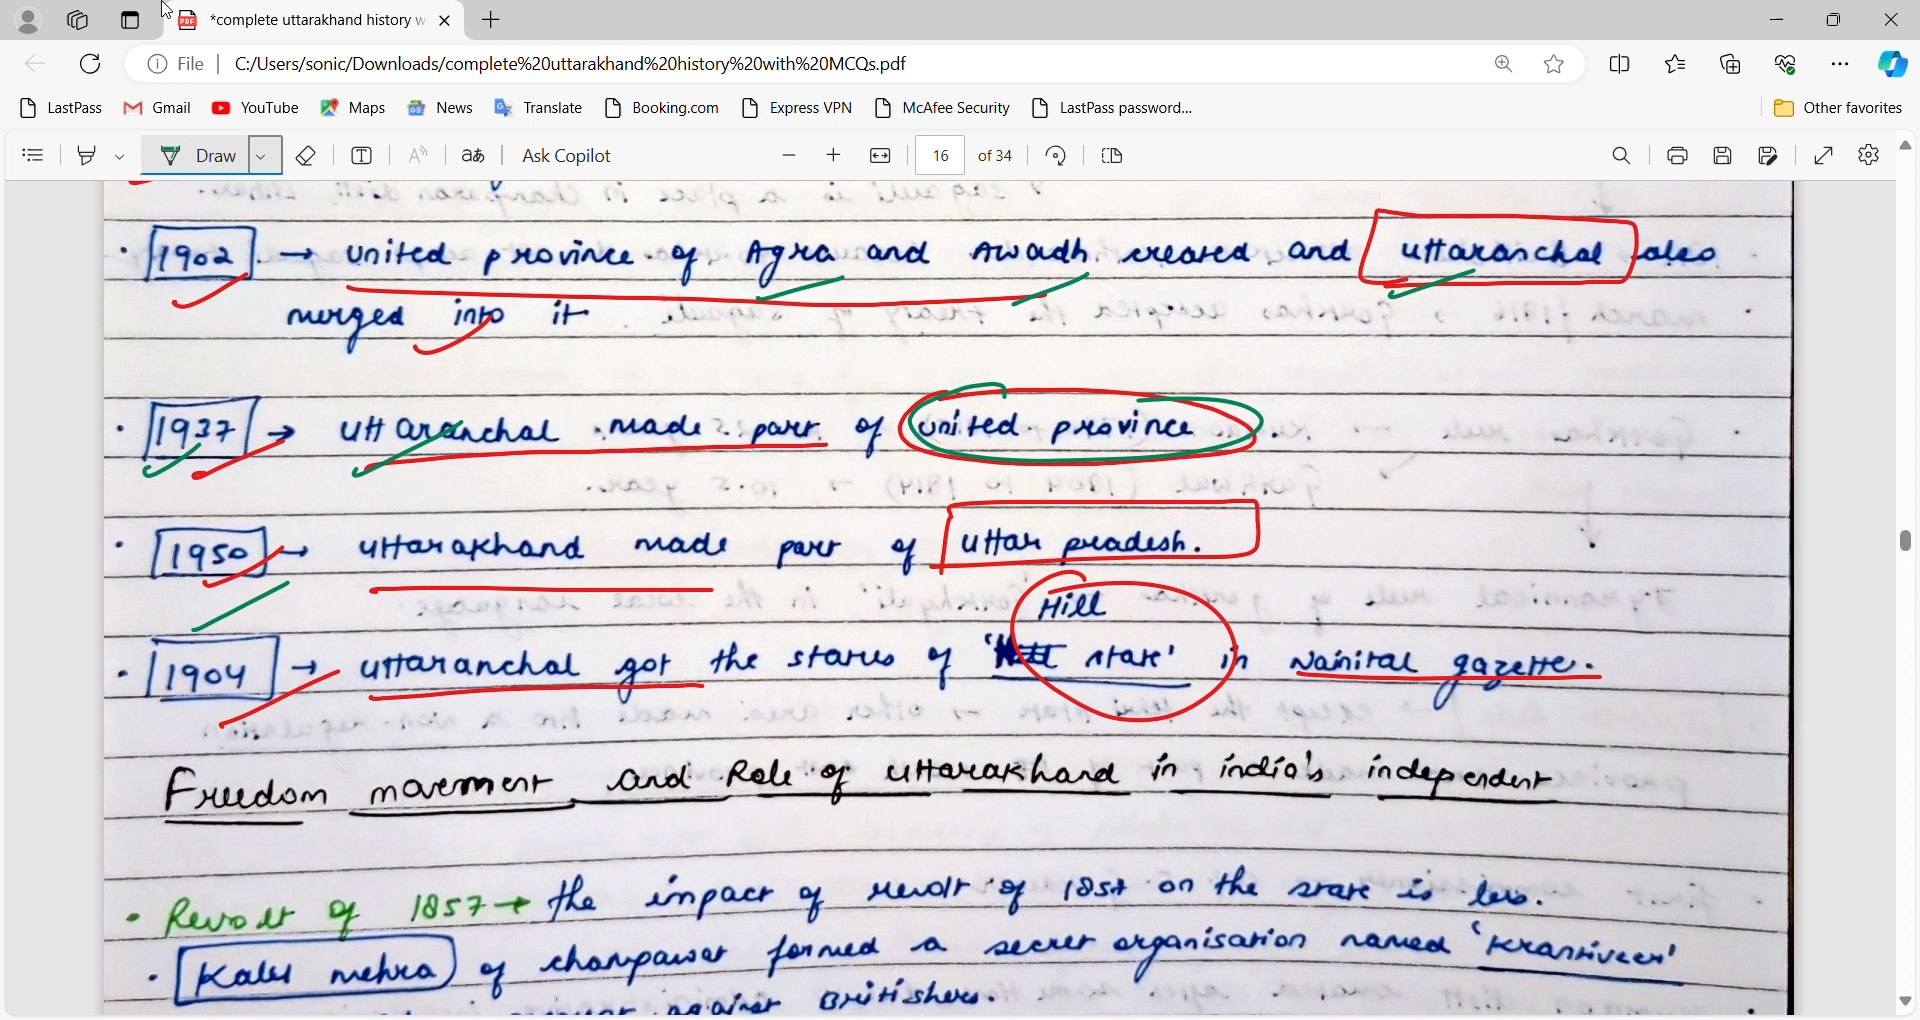 *complete uttarakhand history w
File C:/Users/sonic/Downloads/complete%20uttarakhand%20history%20with%20MCQs.pdf
LastPass Gmail YouTube Maps News Translate Booking.com Express VPN McAfee Security LastPass password... Other favorites
Draw Ask Copilot 16 of 34
• 1902 → United province of Agra and Awadh created and Uttaranchal also
merged into it
• 1937 → Uttaranchal made part of United province.
• 1950 → Uttarakhand made part of Uttar pradesh.
Hill
• 1904 → Uttaranchal got the status of ' state' in Nainital gazette.
Freedom movement and Role of Uttarakhand in india's independent
• Revolt of 1857 → the impact of revolt of 1857 on the state is less.
• Kalu mehra of champawat formed a secret organisation named 'Krantiveer'
against Britishers.